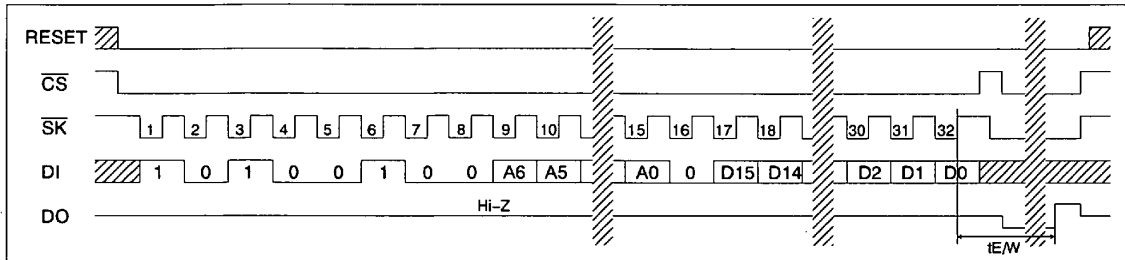 RESET
CS
SK 1 2 3 4 5 6 7 8 9 10 15 16 17 18 30 31 32
DI 1 0 1 0 0 1 0 0 A6 A5 A0 0 D15 D14 D2 D1 D0
DO Hi-Z
tE/W